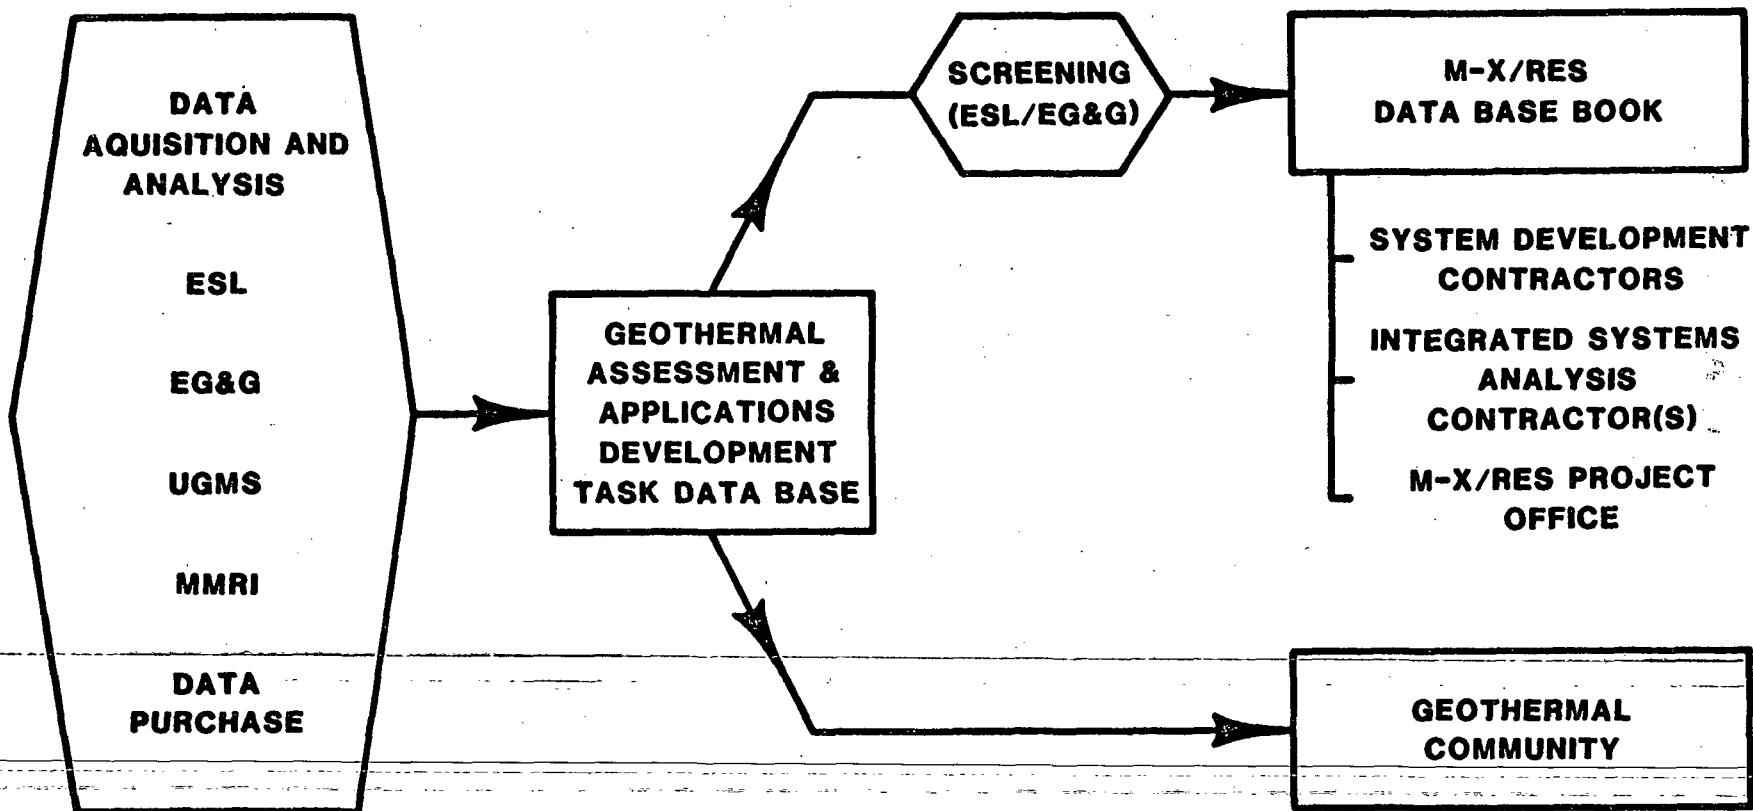 DATA
AQUISITION AND
ANALYSIS
ESL
EG&G
UGMS
MMRI
DATA
PURCHASE
GEOTHERMAL
ASSESSMENT &
APPLICATIONS
DEVELOPMENT
TASK DATA BASE
SCREENING
(ESL/EG&G)
M-X/RES
DATA BASE BOOK
SYSTEM DEVELOPMENT
CONTRACTORS
INTEGRATED SYSTEMS
ANALYSIS
CONTRACTOR(S)
M-X/RES PROJECT
OFFICE
GEOTHERMAL
COMMUNITY